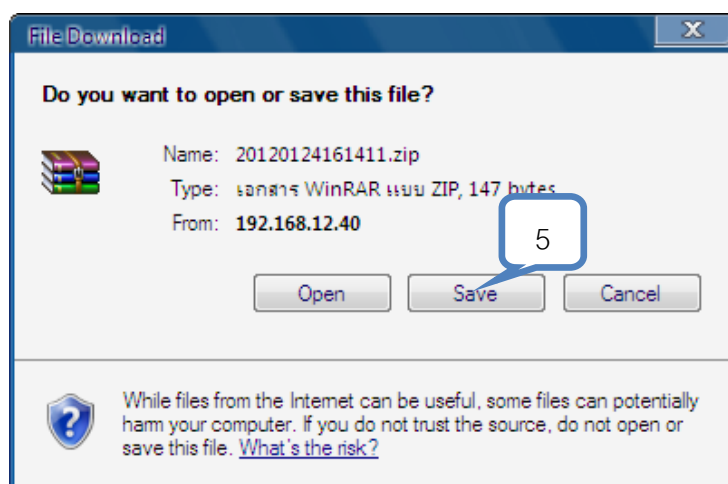 File Download
X
Do you want to open or save this file?
Name: 20120124161411.zip
Type: เอกสาร WinRAR แบบ ZIP, 147 bytes
From: 192.168.12.40
5
Open Save Cancel
While files from the Internet can be useful, some files can potentially
harm your computer. If you do not trust the source, do not open or
save this file. What's the risk?